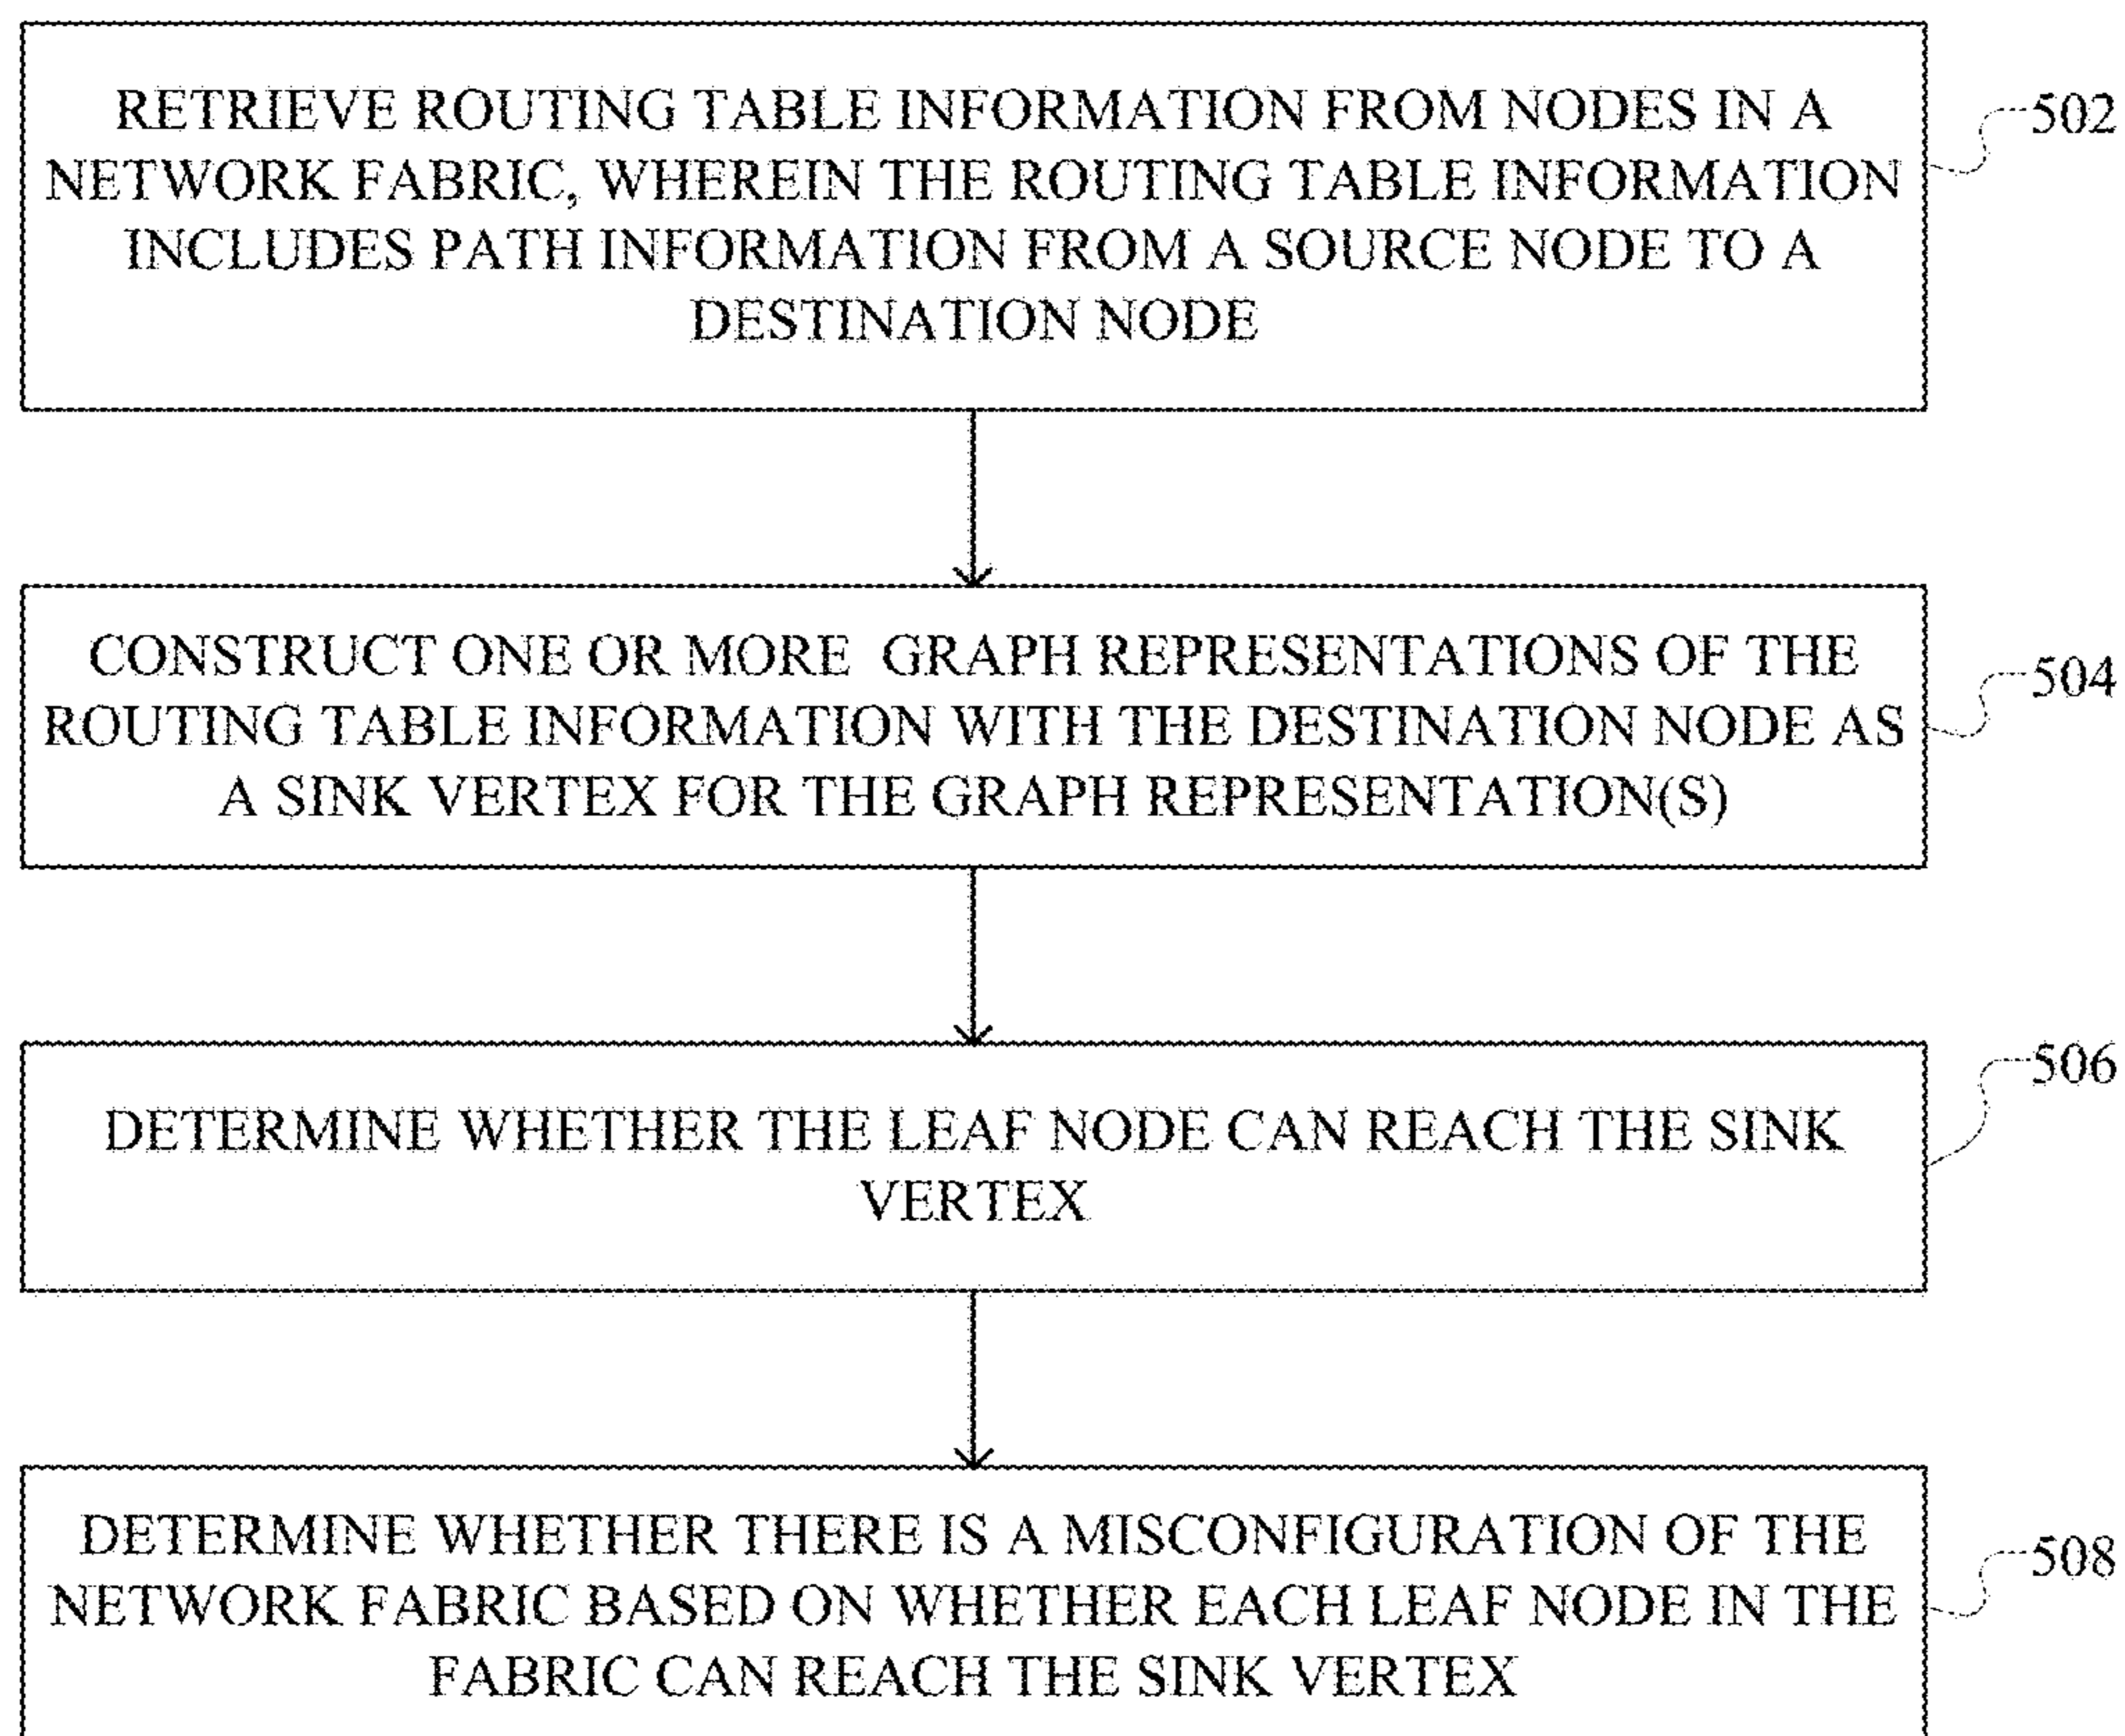 RETRIEVE ROUTING TABLE INFORMATION FROM NODES IN A
NETWORK FABRIC, WHEREIN THE ROUTING TABLE INFORMATION
INCLUDES PATH INFORMATION FROM A SOURCE NODE TO A
DESTINATION NODE
502
CONSTRUCT ONE OR MORE GRAPH REPRESENTATIONS OF THE
ROUTING TABLE INFORMATION WITH THE DESTINATION NODE AS
A SINK VERTEX FOR THE GRAPH REPRESENTATION(S)
504
DETERMINE WHETHER THE LEAF NODE CAN REACH THE SINK
VERTEX
506
DETERMINE WHETHER THERE IS A MISCONFIGURATION OF THE
NETWORK FABRIC BASED ON WHETHER EACH LEAF NODE IN THE
FABRIC CAN REACH THE SINK VERTEX
508